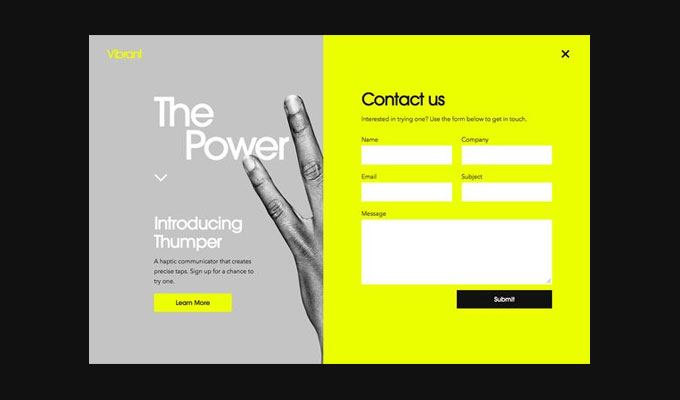 Vibrant
The
Power
Introducing
Thumper
A haptic communicator that creates
precise taps. Sign up for a chance to
try one.
Learn More
Contact us
Interested in trying one? Use the form below to get in touch.
Name
Company
Email
Subject
Message
Submit